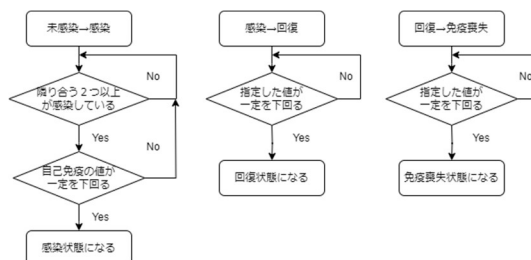 未感染→感染
隣り合う2つ以上
が感染している
No
Yes
自己免疫の値が
一定を下回る
No
Yes
感染状態になる
感染→回復
指定した値が
一定を下回る
No
Yes
回復状態になる
回復→免疫喪失
指定した値が
一定を下回る
No
Yes
免疫喪失状態になる